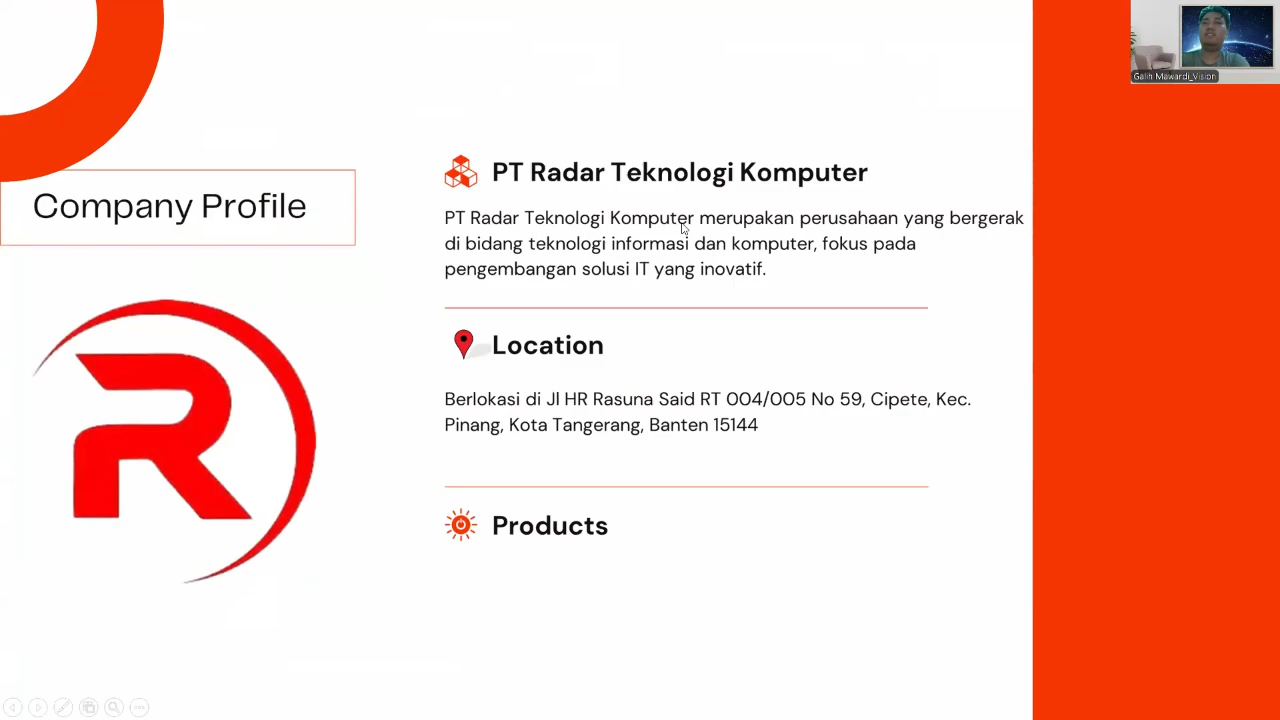 Galih Mawardi_Vision
Company Profile
R
PT Radar Teknologi Komputer
PT Radar Teknologi Komputer merupakan perusahaan yang bergerak
di bidang teknologi informasi dan komputer, fokus pada
pengembangan solusi IT yang inovatif.
Location
Berlokasi di Jl HR Rasuna Said RT 004/005 No 59, Cipete, Kec.
Pinang, Kota Tangerang, Banten 15144
Products